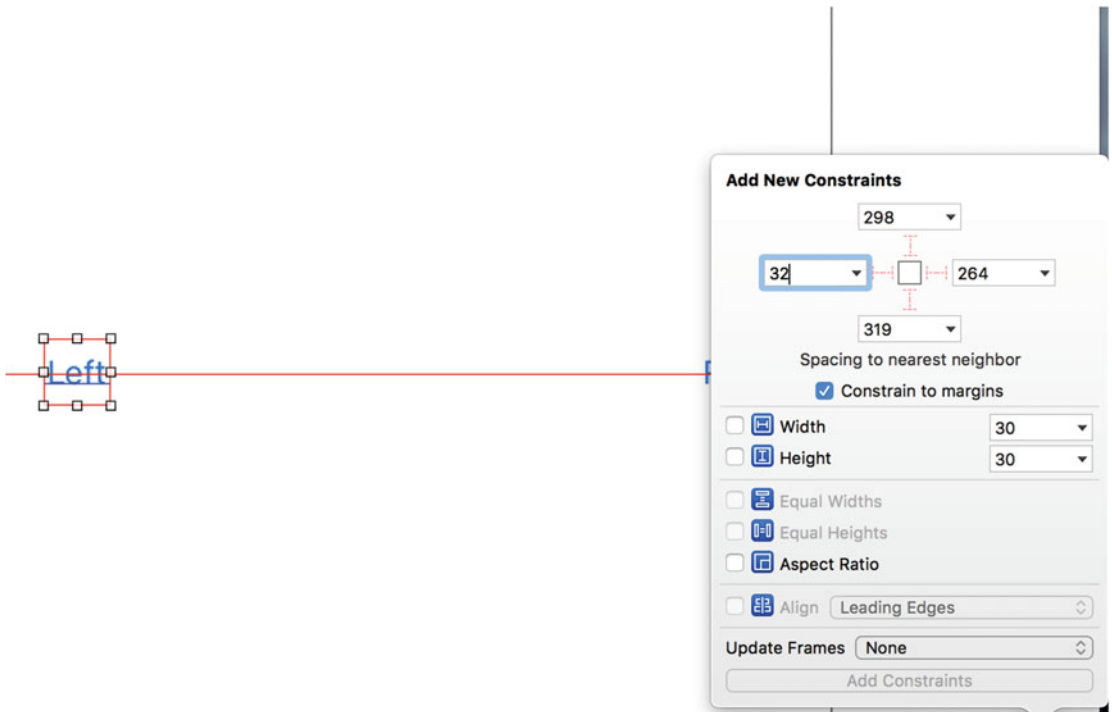 Add New Constraints
298
32
264
319
Spacing to nearest neighbor
Constrain to margins
Left
Width 30
Height 30
Equal Widths
Equal Heights
Aspect Ratio
Align Leading Edges
Update Frames None
Add Constraints